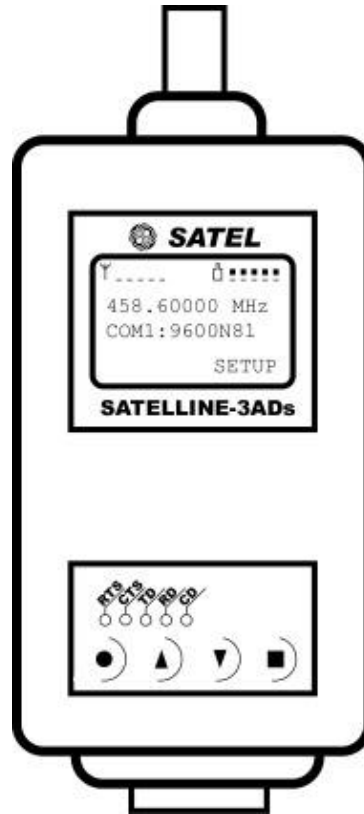 SATEL
458.60000 MHz
COM1:9600N81
SETUP
SATELLINE-3ADs
RTS CTS TD RD CD